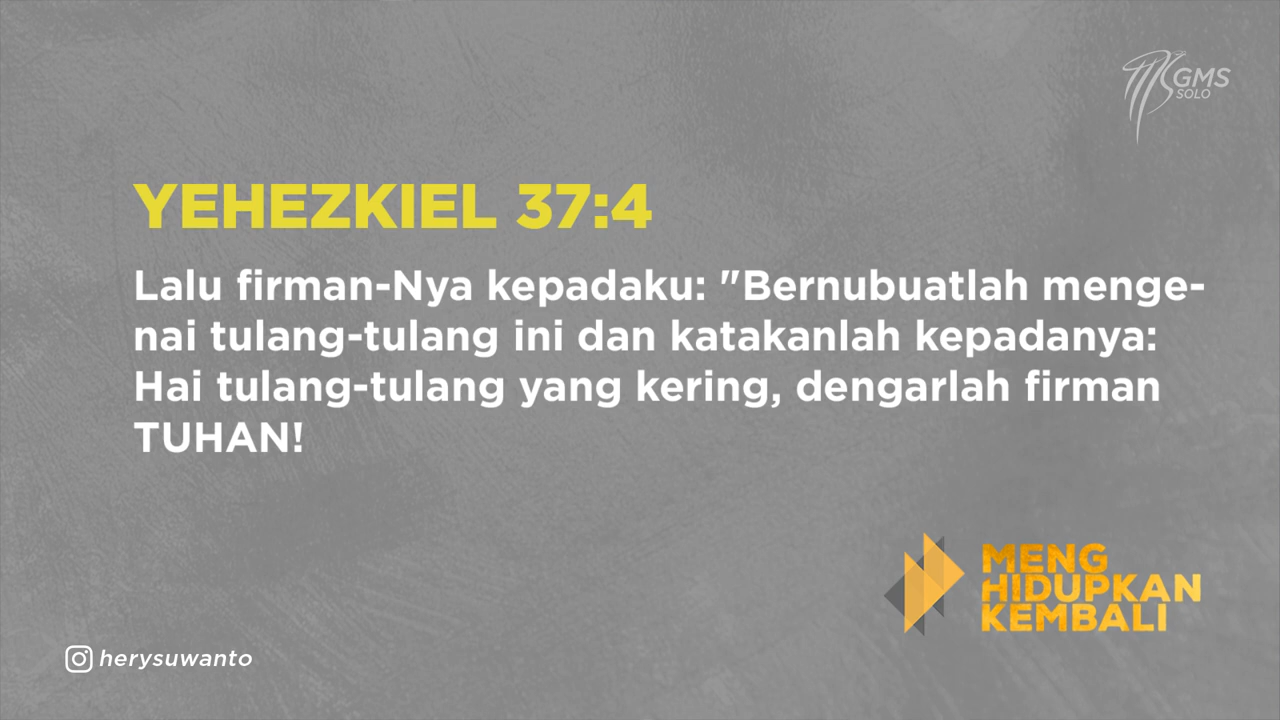 GMS
SOLO
YEHEZKIEL 37:4
Lalu firman-Nya kepadaku: "Bernubuatlah menge-
nai tulang-tulang ini dan katakanlah kepadanya:
Hai tulang-tulang yang kering, dengarlah firman
TUHAN!
MENG
HIDUPKAN
KEMBALI
herysuwanto